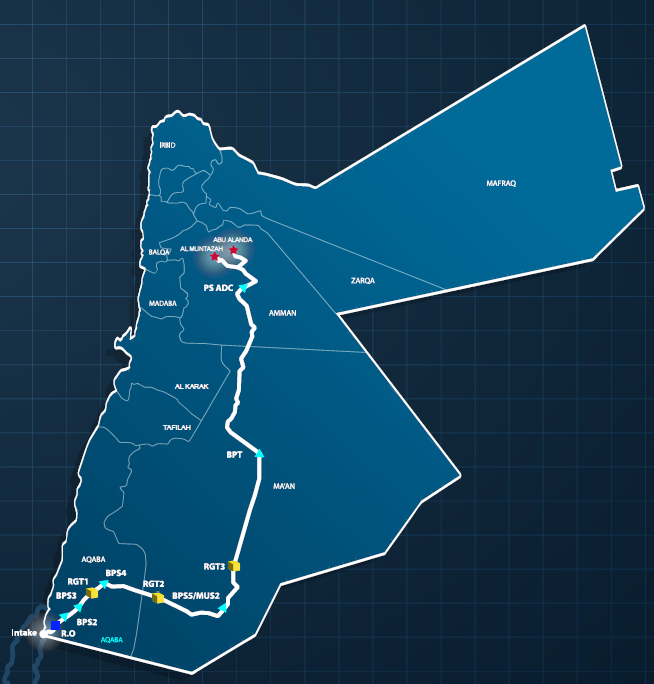 IRBID
MAFRAQ
ABU ALANDA
AL MUNTAZAH
BALQA
ZARQA
PS ADC
MADABA
AMMAN
AL KARAK
TAFILAH
BPT
MA'AN
AQABA
RGT3
BPS4
RGT1
RGT2
BPS3
BPS5/MUS2
BPS2
Intake
R.O
AQABA